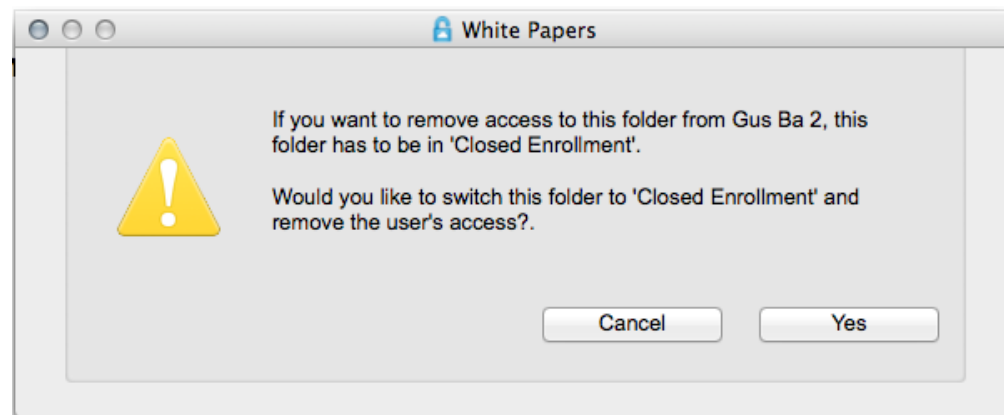 White Papers
If you want to remove access to this folder from Gus Ba 2, this
folder has to be in 'Closed Enrollment'.
Would you like to switch this folder to 'Closed Enrollment' and
remove the user's access?.
Cancel Yes